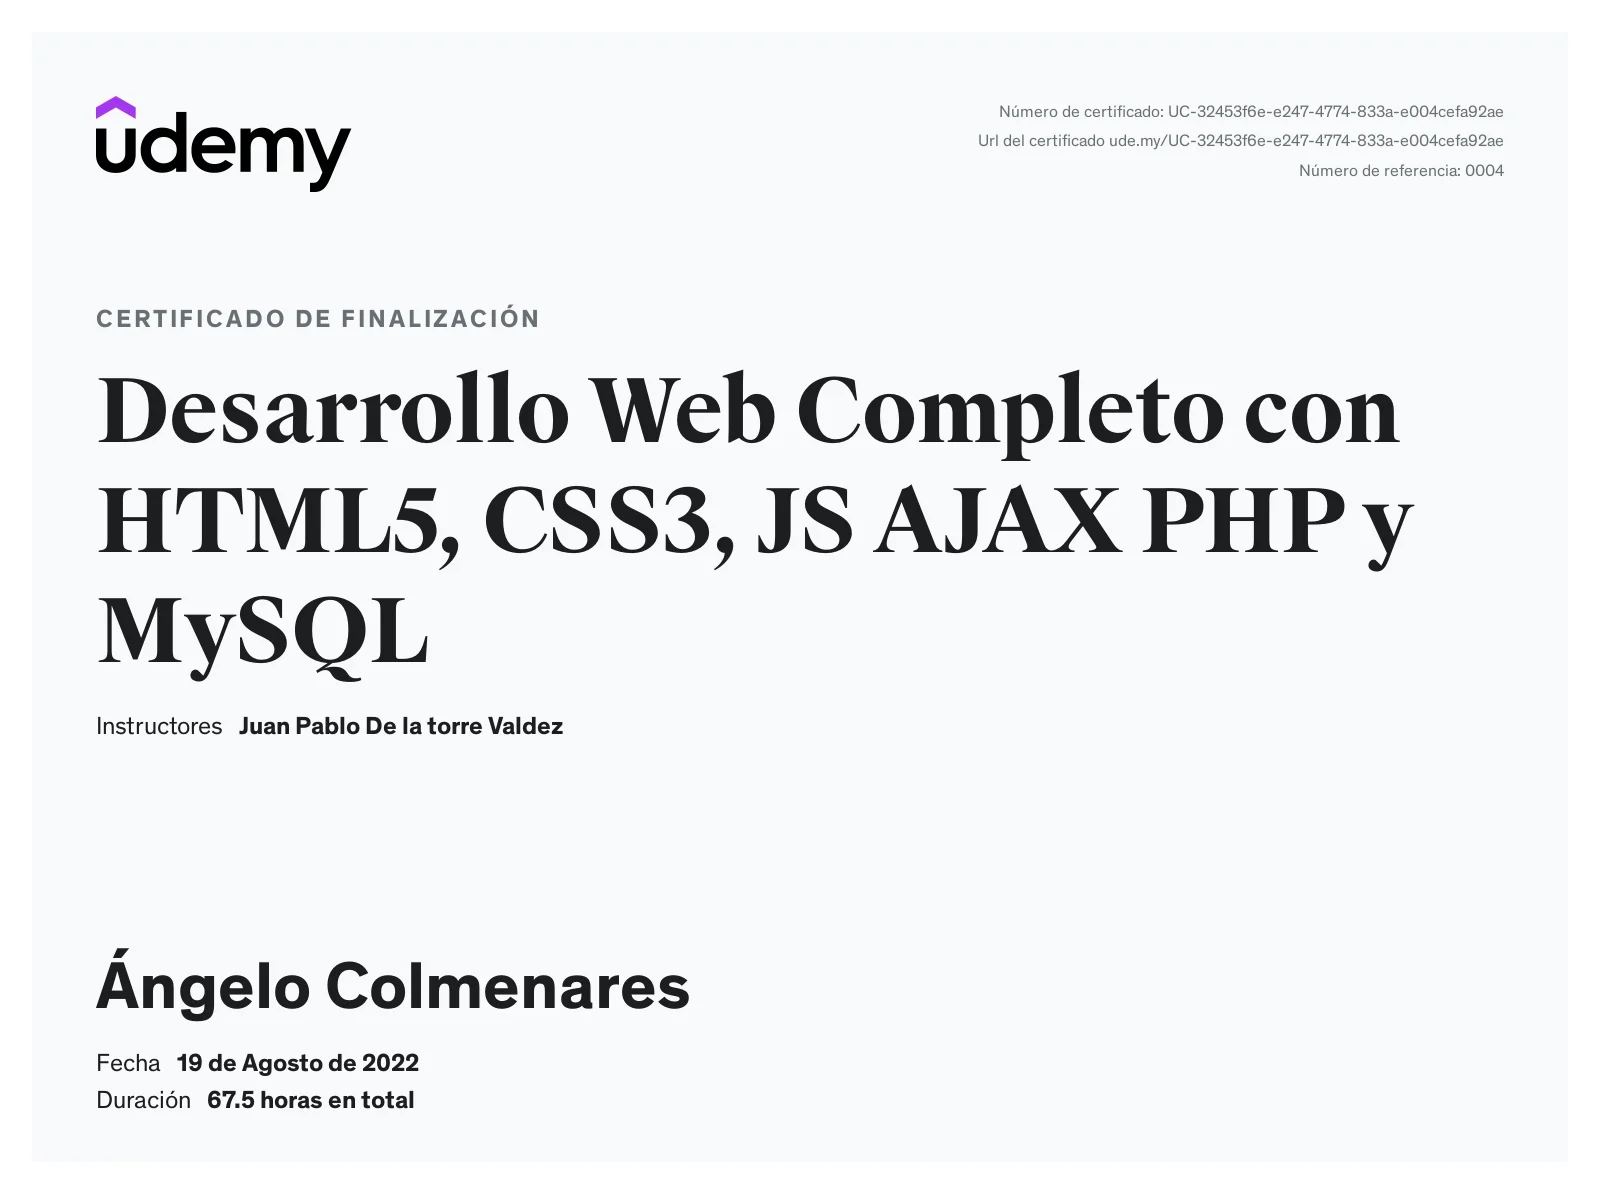 udemy
Número de certificado: UC-32453f6e-e247-4774-833a-e004cefa92ae
Url del certificado ude.my/UC-32453f6e-e247-4774-833a-e004cefa92ae
Número de referencia: 0004
CERTIFICADO DE FINALIZACIÓN
Desarrollo Web Completo con
HTML5, CSS3, JS AJAX PHP y
MySQL
Instructores Juan Pablo De la torre Valdez
Ángelo Colmenares
Fecha 19 de Agosto de 2022
Duración 67.5 horas en total